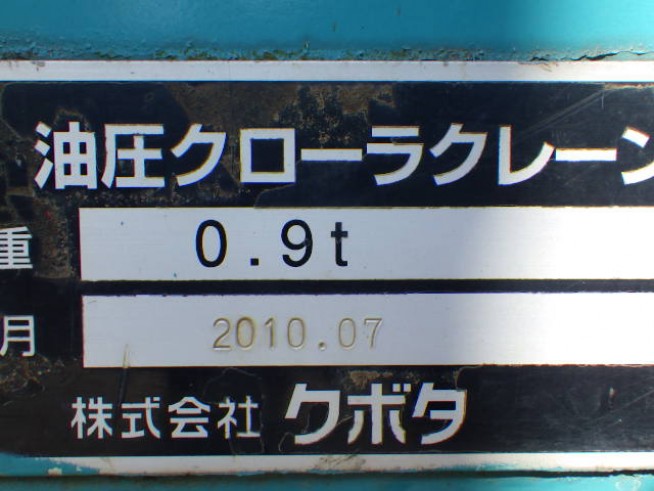 油圧クローラクレーン
重 0.9t
月 2010.07
株式会社 クボタ